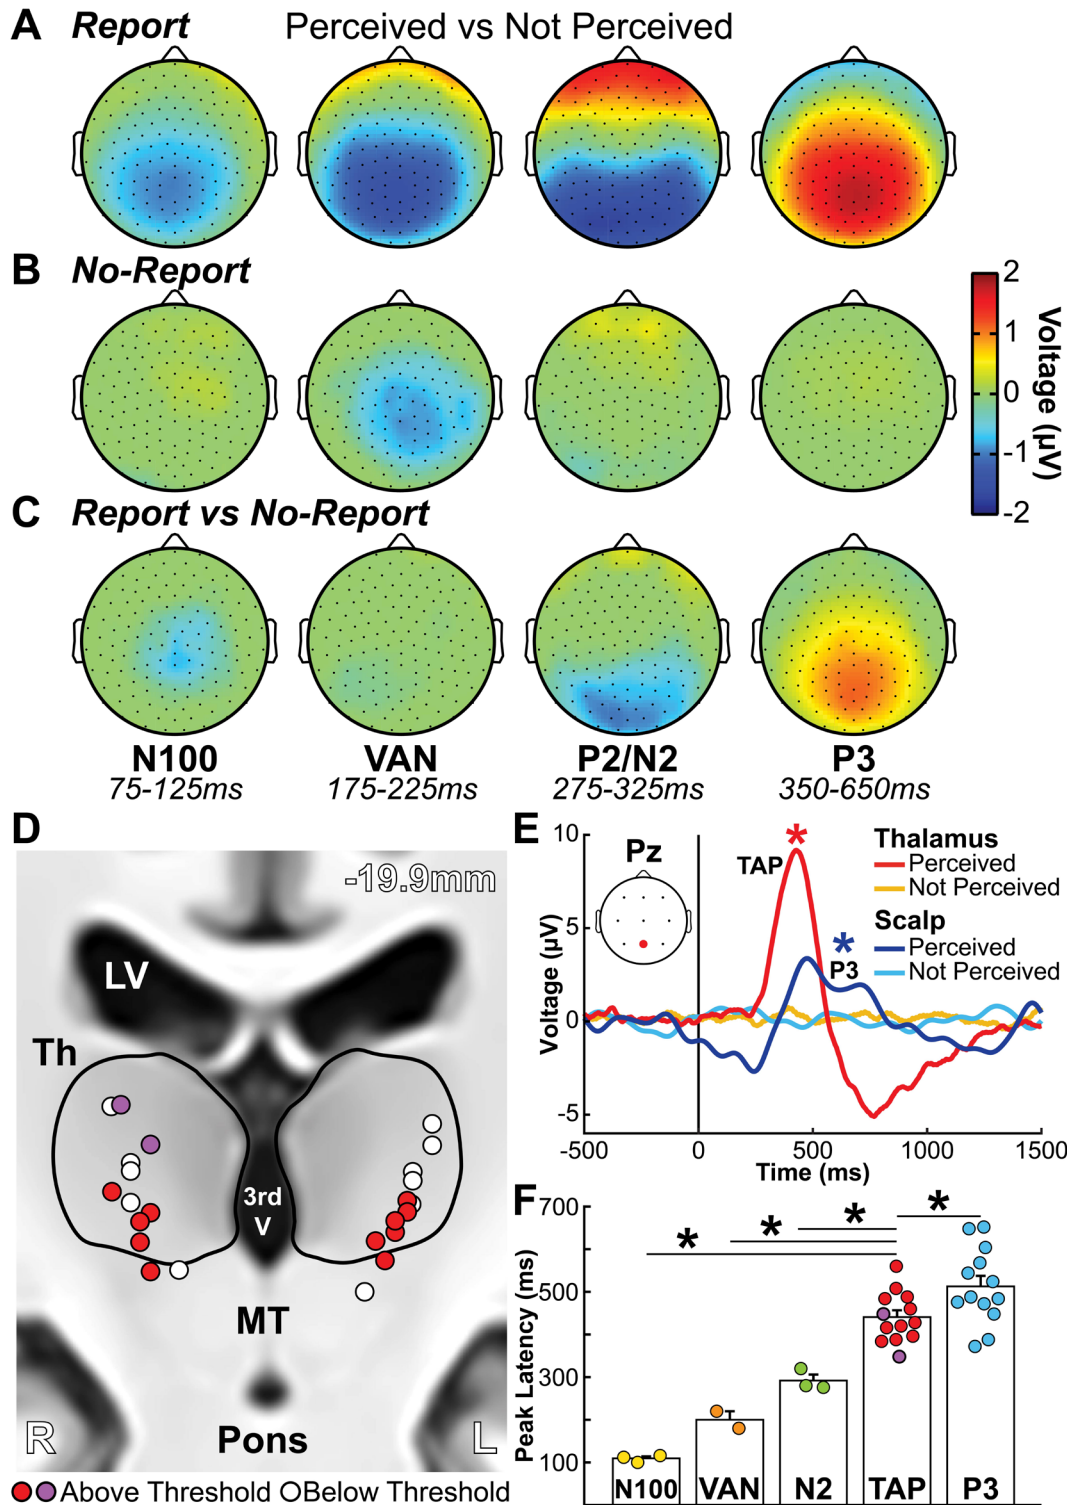 A Report Perceived vs Not Perceived
B No-Report
2
1
0
-1
-2
Voltage (µV)
C Report vs No-Report
N100 VAN P2/N2 P3
75-125ms 175-225ms 275-325ms 350-650ms
D
-19.9mm
LV
Th
3rd
V
MT
Pons
R L
Above Threshold Below Threshold
E
10
5
0
-5
Voltage (µV)
Pz
TAP *
* P3
Thalamus
Perceived
Not Perceived
Scalp
Perceived
Not Perceived
-500 0 500 1000 1500
Time (ms)
F
700
500
300
100
Peak Latency (ms)
* * * *
N100 VAN N2 TAP P3